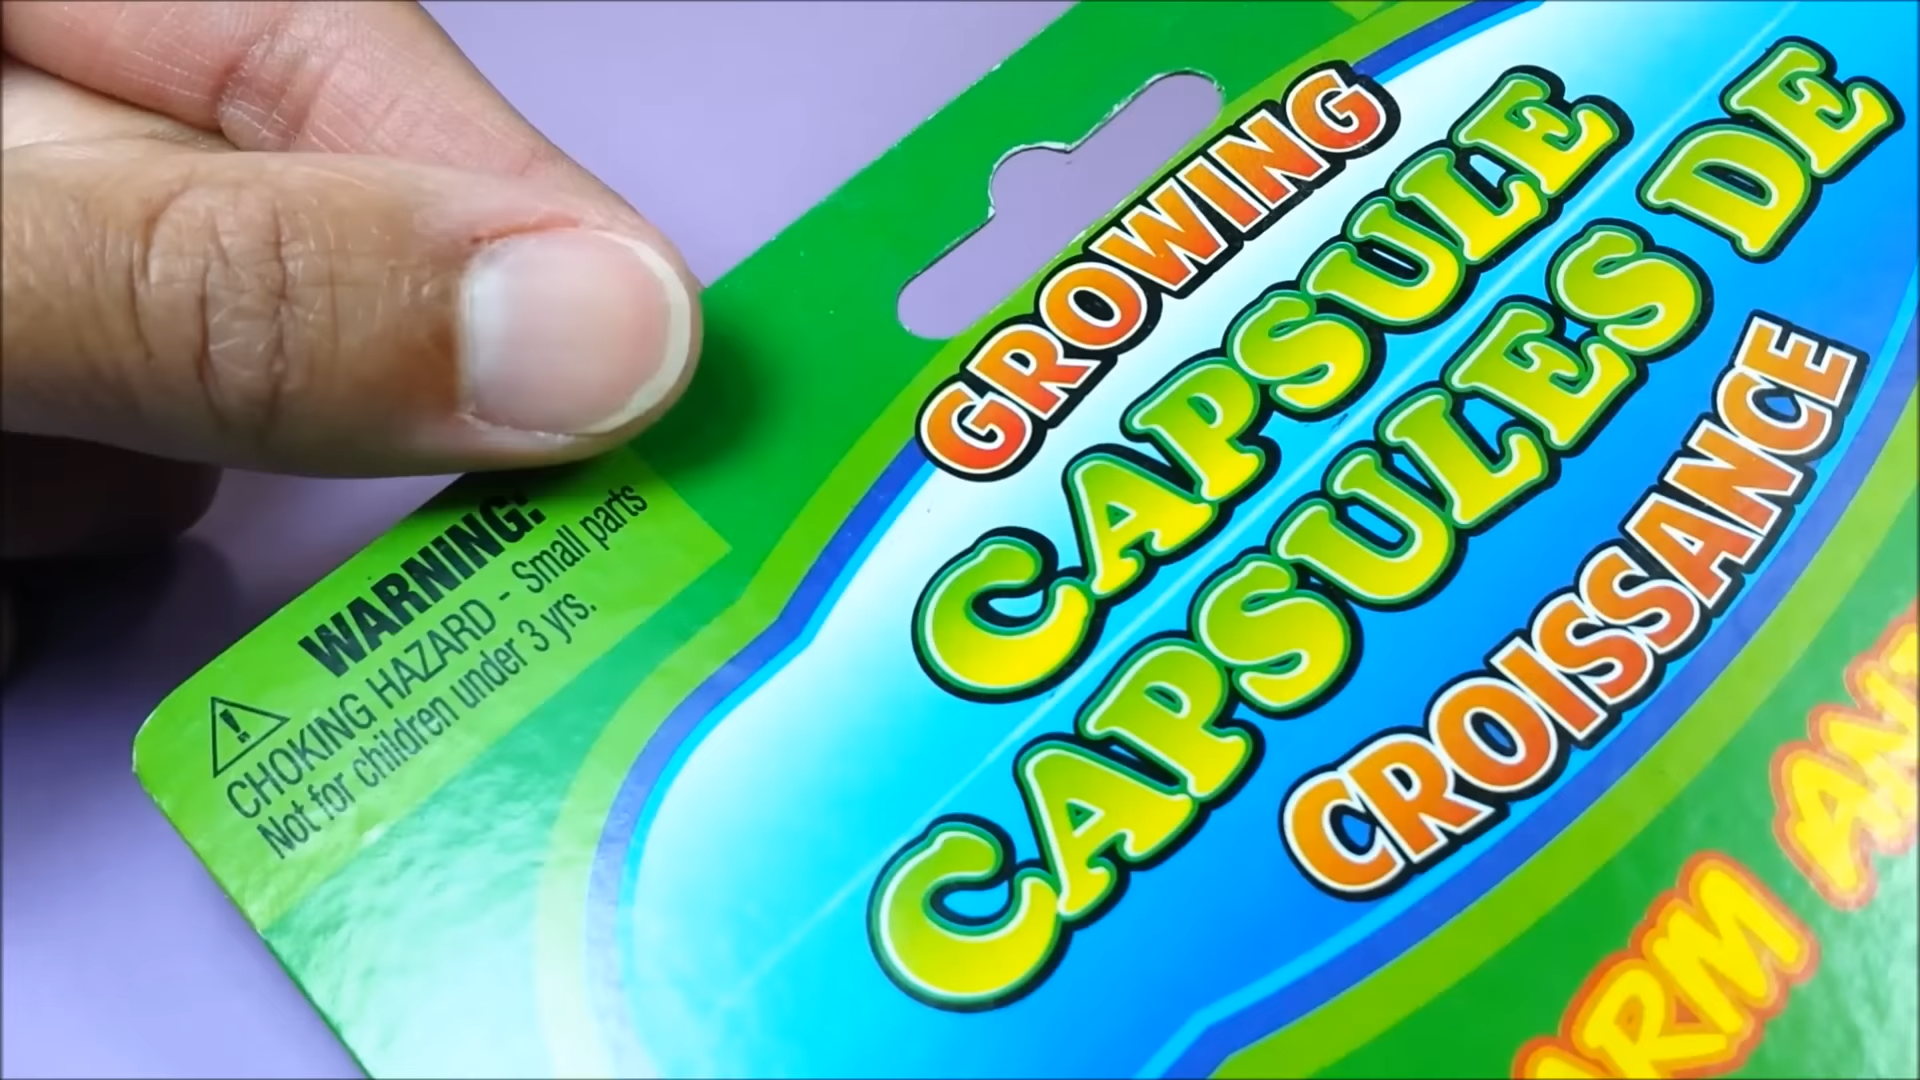 GROWING
CAPSULE
CAPSULES DE
CROISSANCE
WARNING:
CHOKING HAZARD - Small parts
Not for children under 3 yrs.